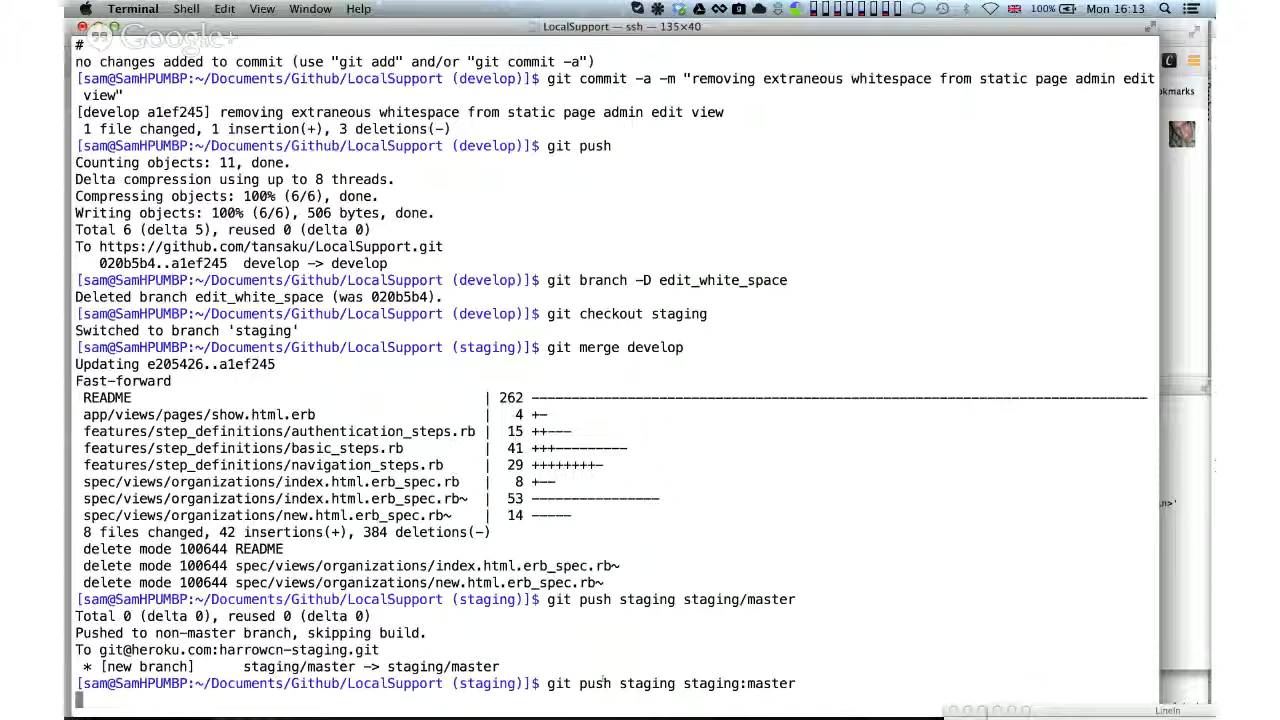 Terminal Shell Edit View Window Help 100% Mon 16:13
LocalSupport — ssh — 135×40
Google+
#
no changes added to commit (use "git add" and/or "git commit -a")
[sam@SamHPUMBP:~/Documents/Github/LocalSupport (develop)]$ git commit -a -m "removing extraneous whitespace from static page admin edit
view"
[develop a1ef245] removing extraneous whitespace from static page admin edit view
1 file changed, 1 insertion(+), 3 deletions(-)
[sam@SamHPUMBP:~/Documents/Github/LocalSupport (develop)]$ git push
Counting objects: 11, done.
Delta compression using up to 8 threads.
Compressing objects: 100% (6/6), done.
Writing objects: 100% (6/6), 506 bytes, done.
Total 6 (delta 5), reused 0 (delta 0)
To https://github.com/tansaku/LocalSupport.git
020b5b4..a1ef245 develop -> develop
[sam@SamHPUMBP:~/Documents/Github/LocalSupport (develop)]$ git branch -D edit_white_space
Deleted branch edit_white_space (was 020b5b4).
[sam@SamHPUMBP:~/Documents/Github/LocalSupport (develop)]$ git checkout staging
Switched to branch 'staging'
[sam@SamHPUMBP:~/Documents/Github/LocalSupport (staging)]$ git merge develop
Updating e205426..a1ef245
Fast-forward
README | 262 -----------------------------------------------------------------------------
app/views/pages/show.html.erb | 4 +-
features/step_definitions/authentication_steps.rb | 15 ++---
features/step_definitions/basic_steps.rb | 41 +++---------
features/step_definitions/navigation_steps.rb | 29 ++++++++-
spec/views/organizations/index.html.erb_spec.rb | 8 +--
spec/views/organizations/index.html.erb_spec.rb~ | 53 ----------------
spec/views/organizations/new.html.erb_spec.rb~ | 14 -----
8 files changed, 42 insertions(+), 384 deletions(-)
delete mode 100644 README
delete mode 100644 spec/views/organizations/index.html.erb_spec.rb~
delete mode 100644 spec/views/organizations/new.html.erb_spec.rb~
[sam@SamHPUMBP:~/Documents/Github/LocalSupport (staging)]$ git push staging staging/master
Total 0 (delta 0), reused 0 (delta 0)
Pushed to non-master branch, skipping build.
To git@heroku.com:harrowcn-staging.git
* [new branch] staging/master -> staging/master
[sam@SamHPUMBP:~/Documents/Github/LocalSupport (staging)]$ git push staging staging:master
LineIn